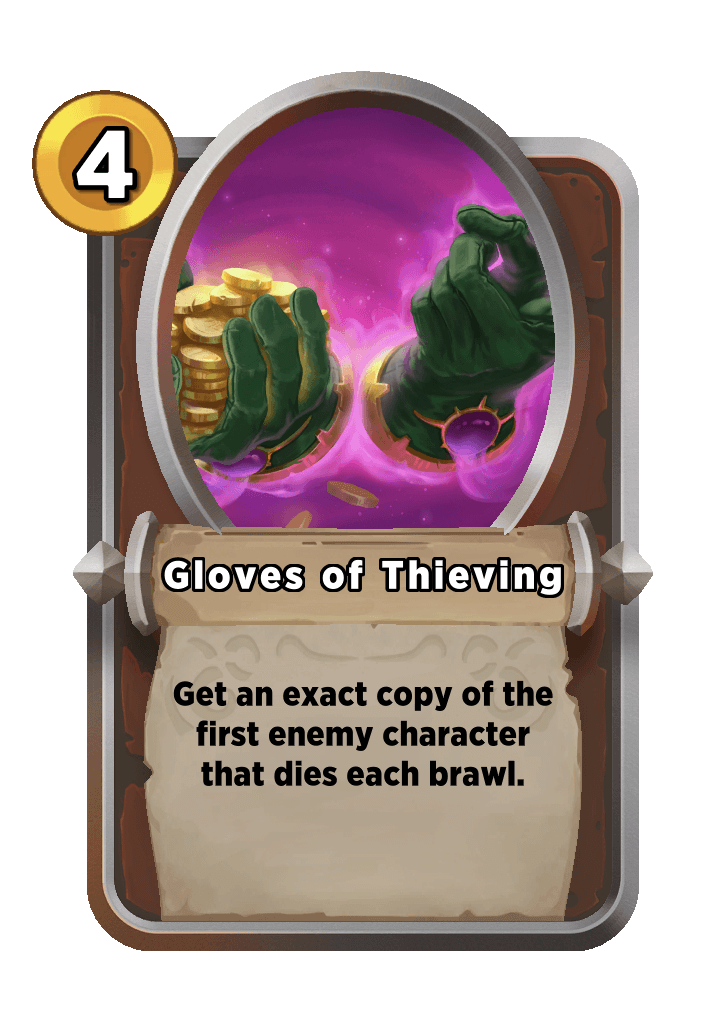 4
Gloves of Thieving
Get an exact copy of the
first enemy character
that dies each brawl.